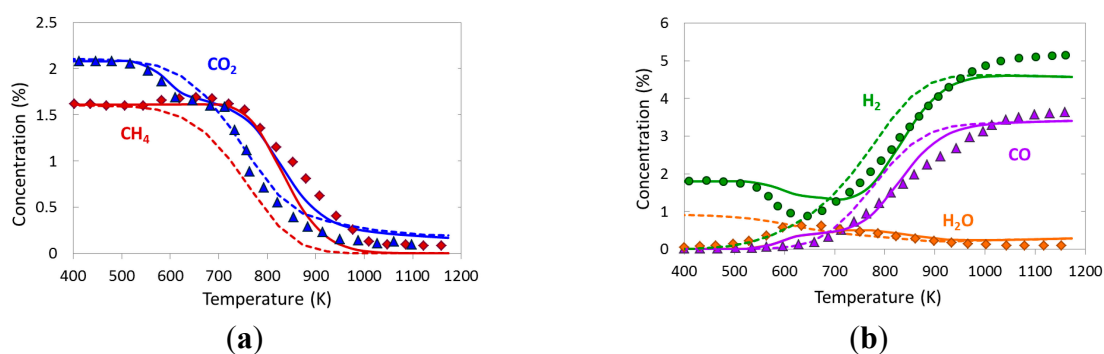 2.5
2
1.5
1
0.5
0
400 500 600 700 800 900 1000 1100 1200
Concentration (%)
Temperature (K)
CO2
CH4
(a)
6
5
4
3
2
1
0
400 500 600 700 800 900 1000 1100 1200
Concentration (%)
Temperature (K)
H2
CO
H2O
(b)